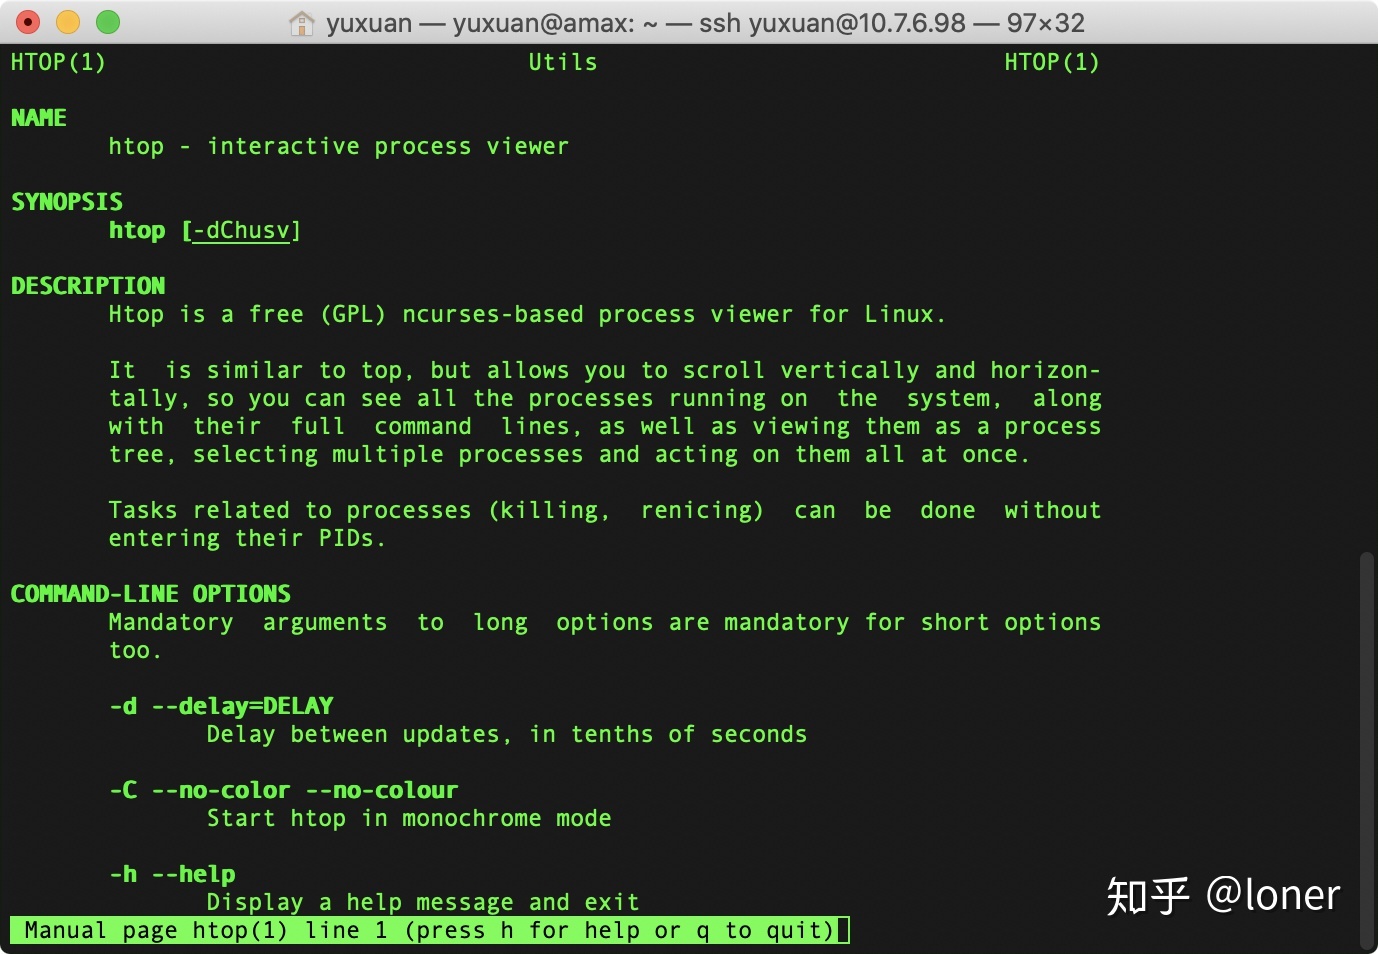 yuxuan — yuxuan@amax: ~ — ssh yuxuan@10.7.6.98 — 97×32
HTOP(1) Utils HTOP(1)
NAME
htop - interactive process viewer
SYNOPSIS
htop [-dChusv]
DESCRIPTION
Htop is a free (GPL) ncurses-based process viewer for Linux.
It  is similar to top, but allows you to scroll vertically and horizon-
tally, so you can see all the processes running on  the  system,  along
with  their  full  command  lines, as well as viewing them as a process
tree, selecting multiple processes and acting on them all at once.
Tasks related to processes (killing,  renicing)  can  be  done  without
entering their PIDs.
COMMAND-LINE OPTIONS
Mandatory  arguments  to  long  options are mandatory for short options
too.
-d --delay=DELAY
Delay between updates, in tenths of seconds
-C --no-color --no-colour
Start htop in monochrome mode
-h --help
Display a help message and exit
Manual page htop(1) line 1 (press h for help or q to quit)
知乎 @loner